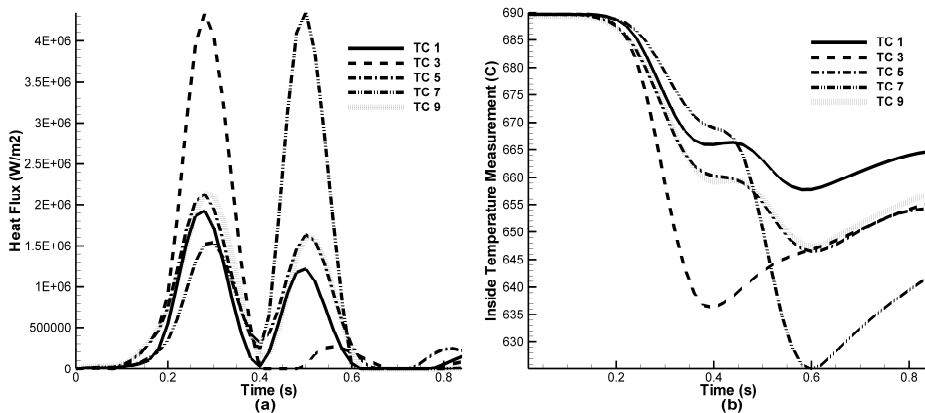 4E+06
3.5E+06
3E+06
2.5E+06
2E+06
1.5E+06
1E+06
500000
0
Heat Flux (W/m2)
0
0.2
0.4
0.6
0.8
Time (s)
(a)
TC 1
TC 3
TC 5
TC 7
TC 9
690
685
680
675
670
665
660
655
650
645
640
635
630
Inside Temperature Measurement (C)
0.2
0.4
0.6
0.8
Time (s)
(b)
TC 1
TC 3
TC 5
TC 7
TC 9